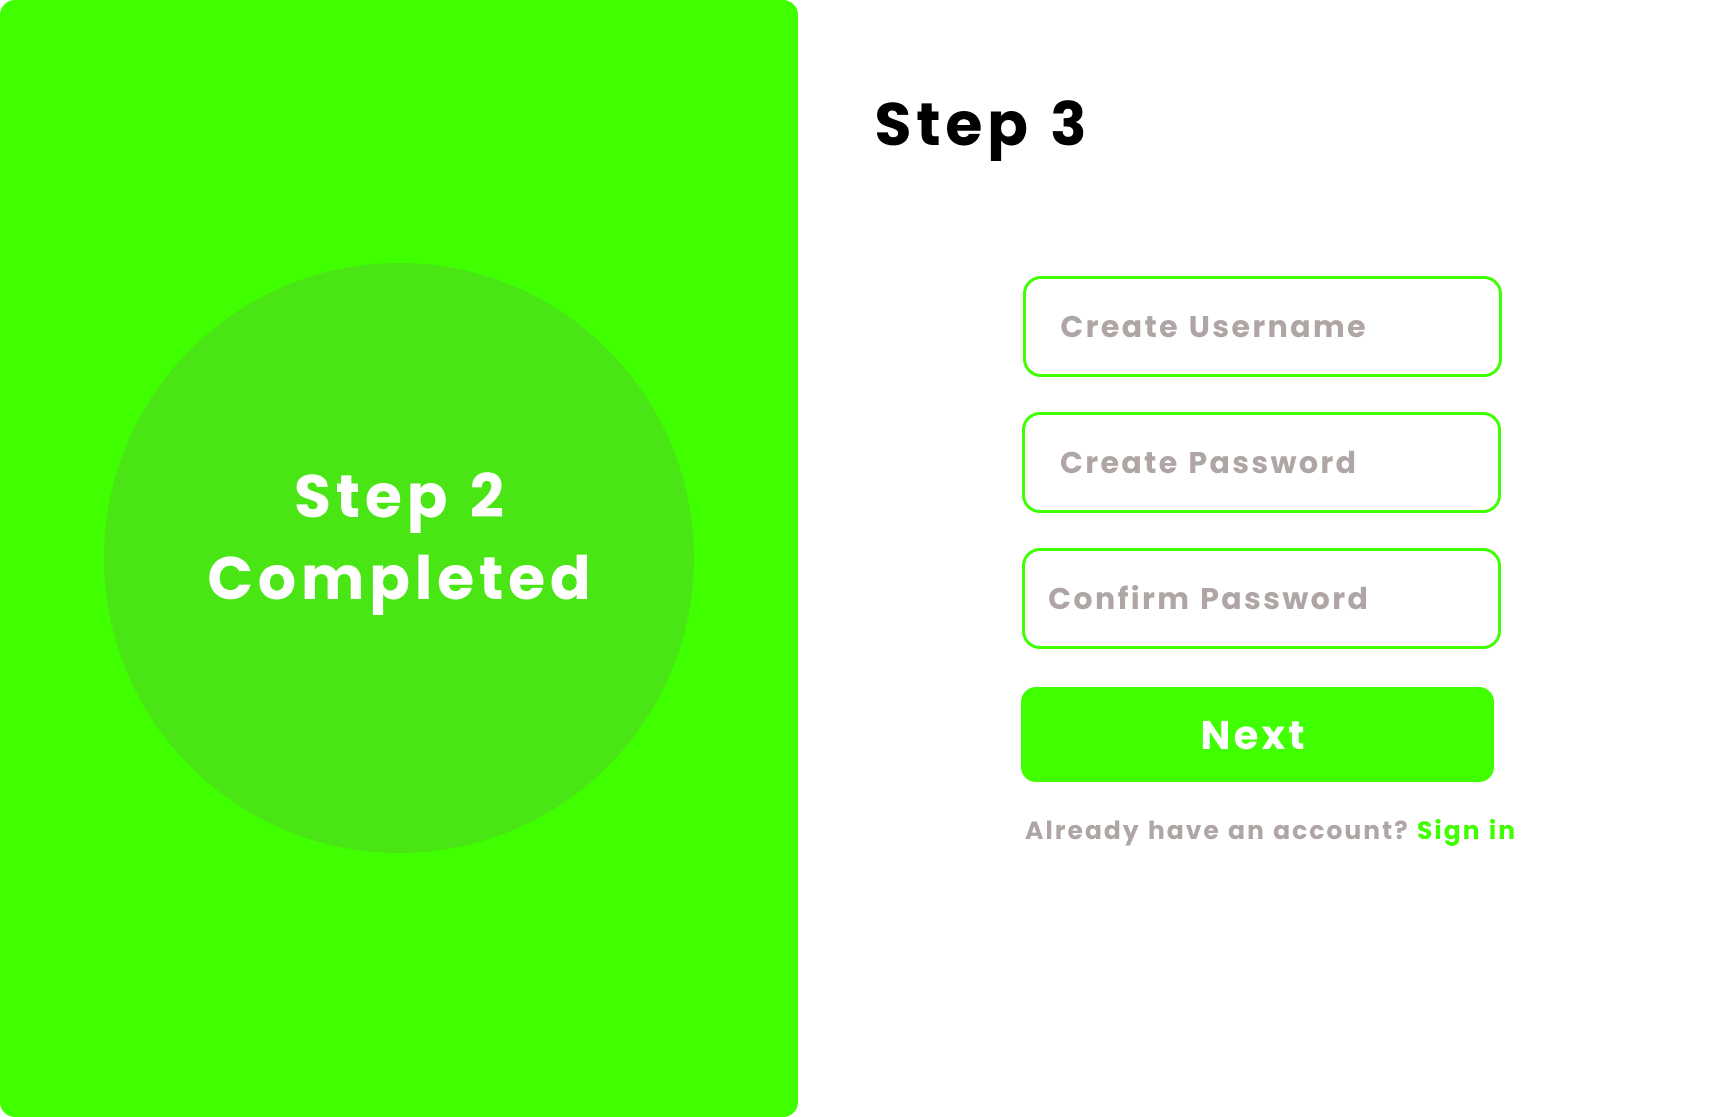 Step 2
Completed
Step 3
Create Username
Create Password
Confirm Password
Next
Already have an account? Sign in